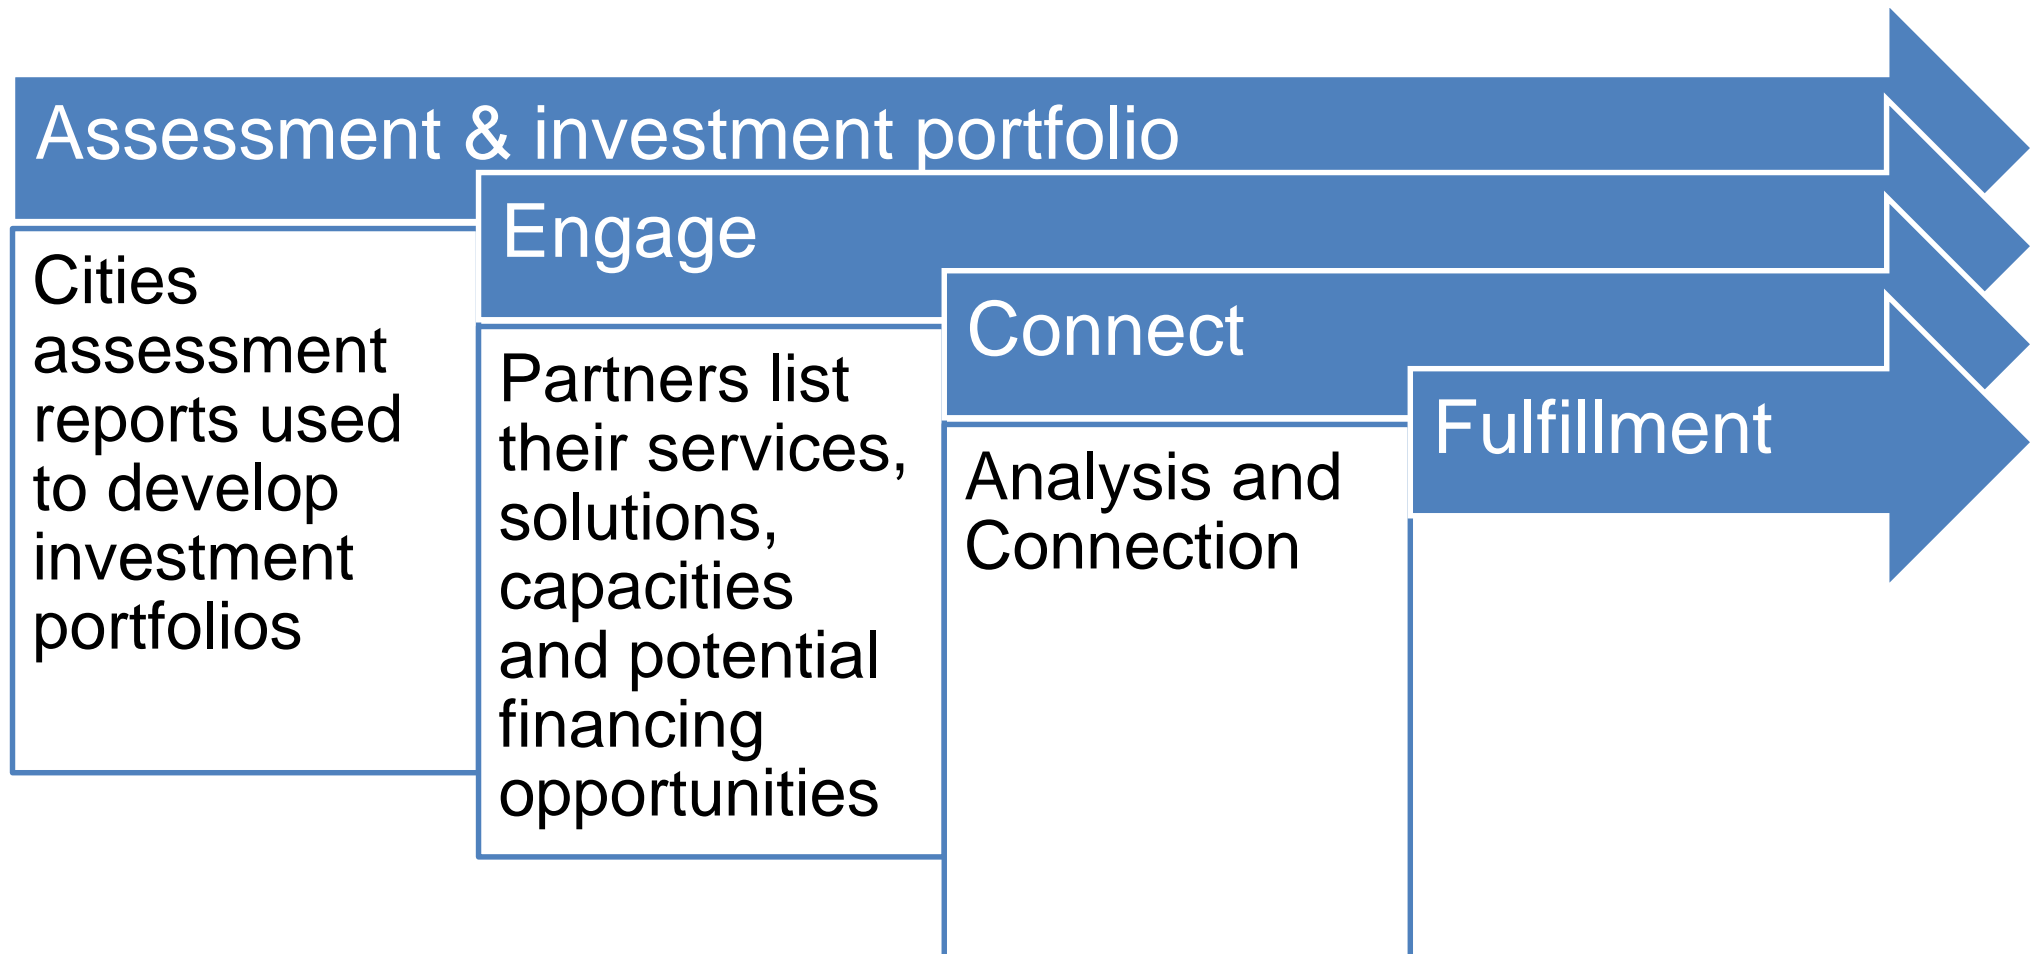 Assessment & investment portfolio
Cities
assessment
reports used
to develop
investment
portfolios
Engage
Partners list
their services,
solutions,
capacities
and potential
financing
opportunities
Connect
Analysis and
Connection
Fulfillment